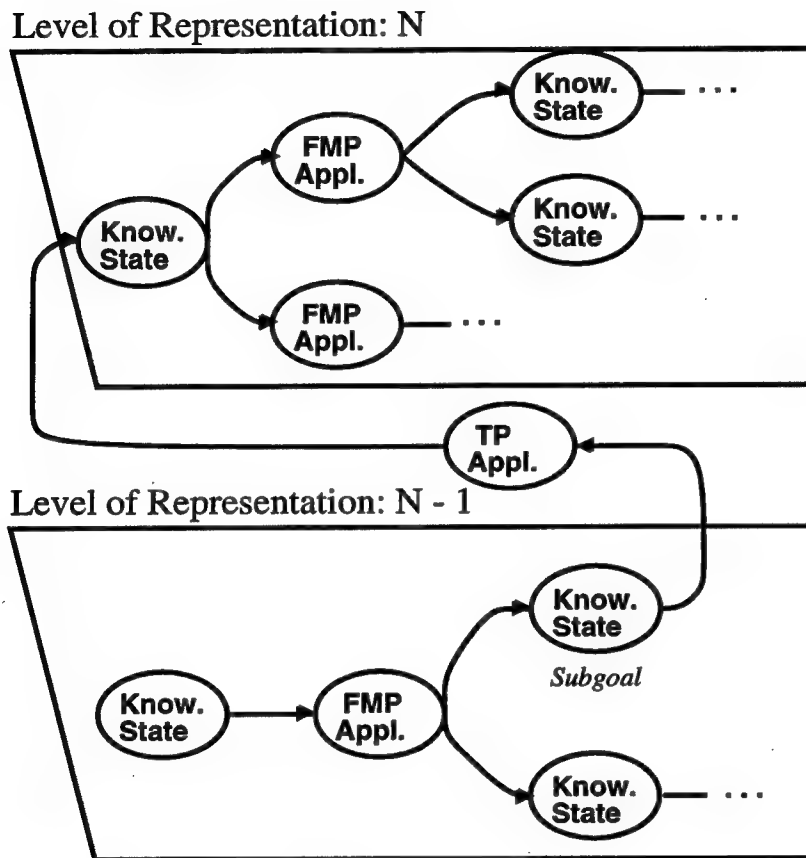 Level of Representation: N
Know.
State
...
FMP
Appl.
Know.
State
...
Know.
State
FMP
Appl.
...
TP
Appl.
Level of Representation: N - 1
Know.
State
Subgoal
Know.
State
FMP
Appl.
Know.
State
...